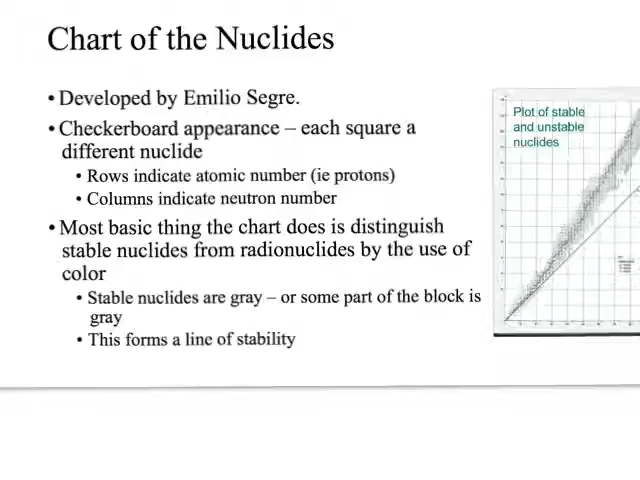 Chart of the Nuclides
• Developed by Emilio Segre.
• Checkerboard appearance – each square a
different nuclide
• Rows indicate atomic number (ie protons)
• Columns indicate neutron number
• Most basic thing the chart does is distinguish
stable nuclides from radionuclides by the use of
color
• Stable nuclides are gray – or some part of the block is
gray
• This forms a line of stability
Plot of stable
and unstable
nuclides